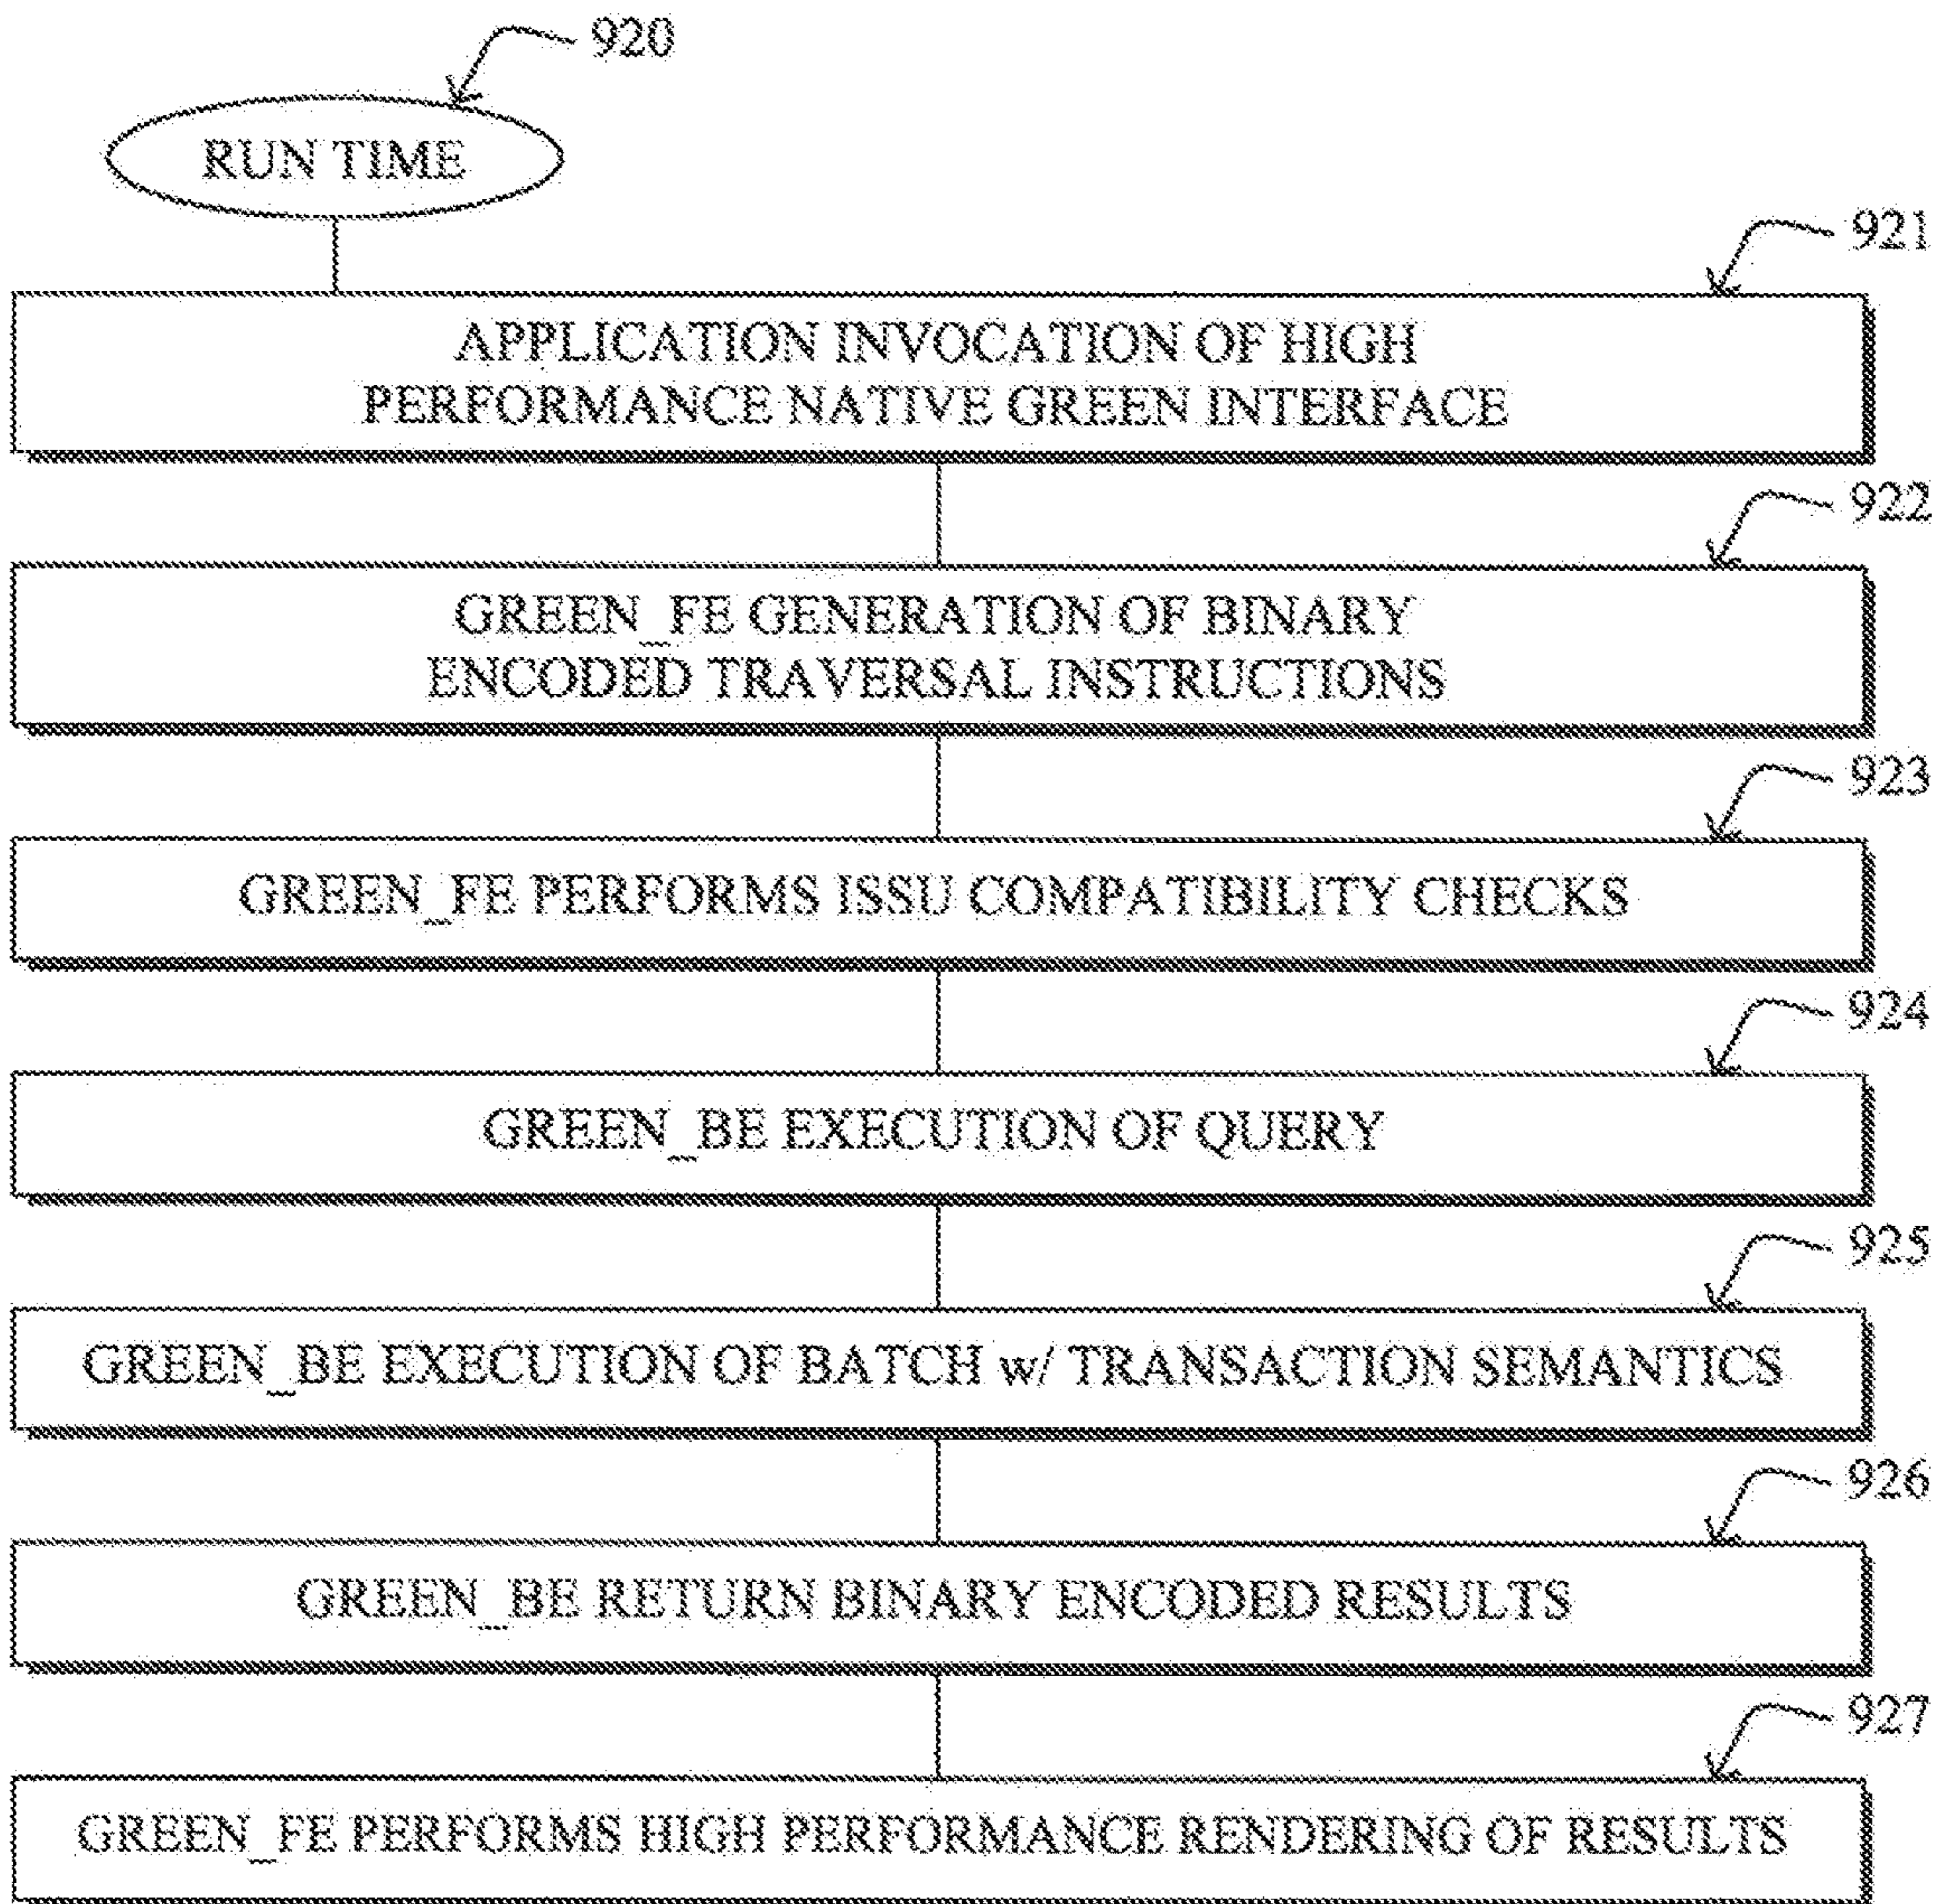 920
RUN TIME
921
APPLICATION INVOCATION OF HIGH
PERFORMANCE NATIVE GREEN INTERFACE
922
GREEN_FE GENERATION OF BINARY
ENCODED TRAVERSAL INSTRUCTIONS
923
GREEN_FE PERFORMS ISSU COMPATIBILITY CHECKS
924
GREEN_BE EXECUTION OF QUERY
925
GREEN_BE EXECUTION OF BATCH w/ TRANSACTION SEMANTICS
926
GREEN_BE RETURN BINARY ENCODED RESULTS
927
GREEN_FE PERFORMS HIGH PERFORMANCE RENDERING OF RESULTS